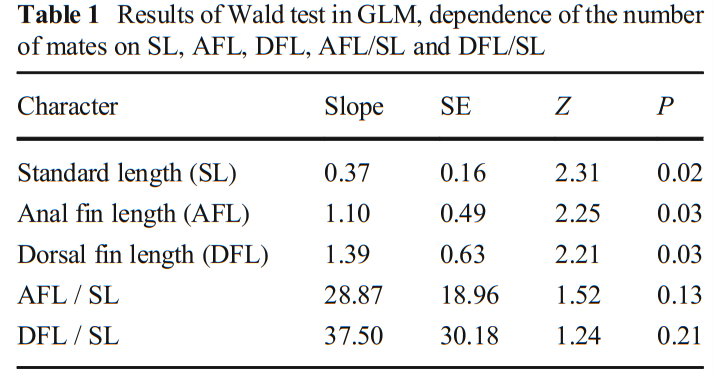 Table 1 Results of Wald test in GLM, dependence of the number
of mates on SL, AFL, DFL, AFL/SL and DFL/SL
Character Slope SE Z P
Standard length (SL) 0.37 0.16 2.31 0.02
Anal fin length (AFL) 1.10 0.49 2.25 0.03
Dorsal fin length (DFL) 1.39 0.63 2.21 0.03
AFL / SL 28.87 18.96 1.52 0.13
DFL / SL 37.50 30.18 1.24 0.21